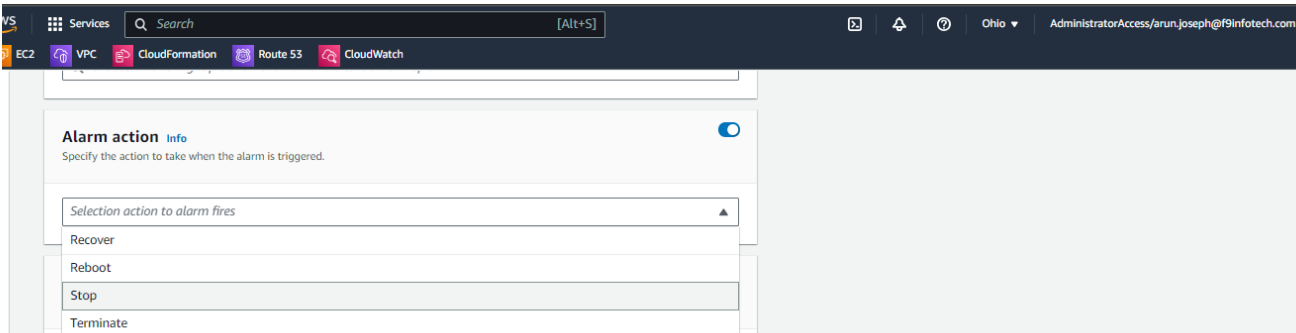 Services
Search
[Alt+S]
Ohio
AdministratorAccess/arun.joseph@f9infotech.com
EC2
VPC
CloudFormation
Route 53
CloudWatch
Alarm action Info
Specify the action to take when the alarm is triggered.
Selection action to alarm fires
Recover
Reboot
Stop
Terminate